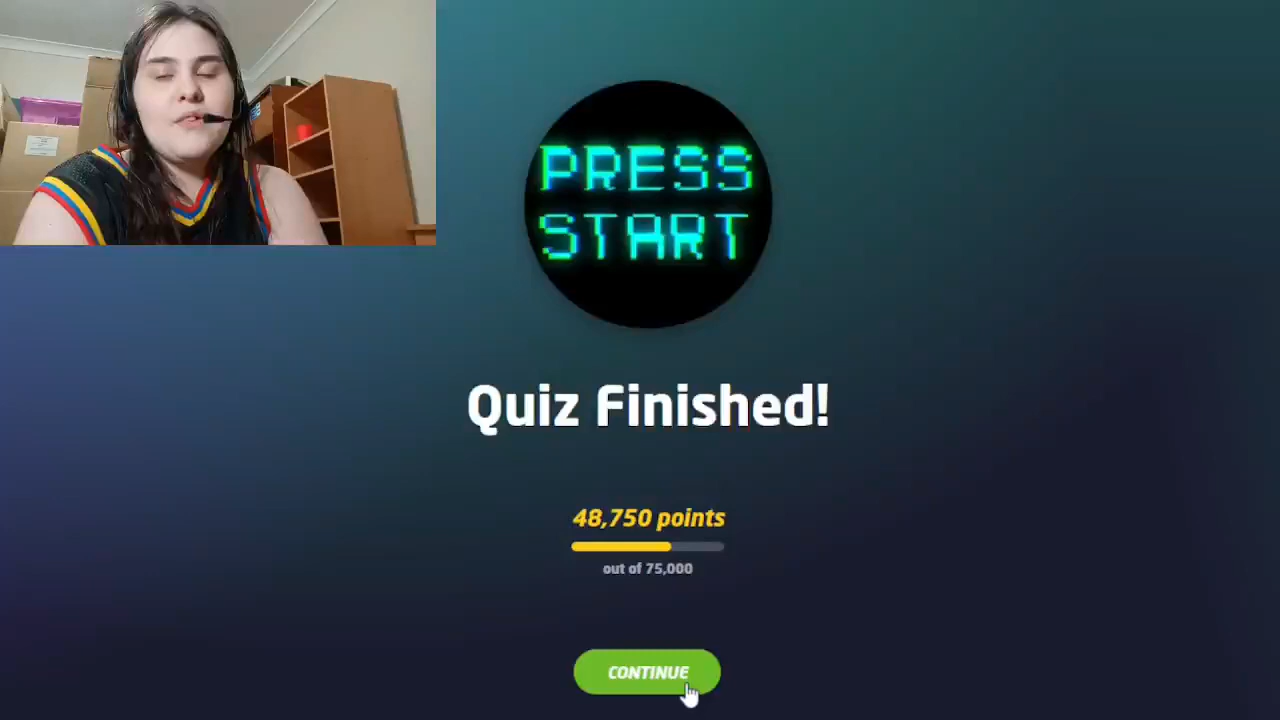 PRESS
START
Quiz Finished!
48,750 points
out of 75,000
CONTINUE